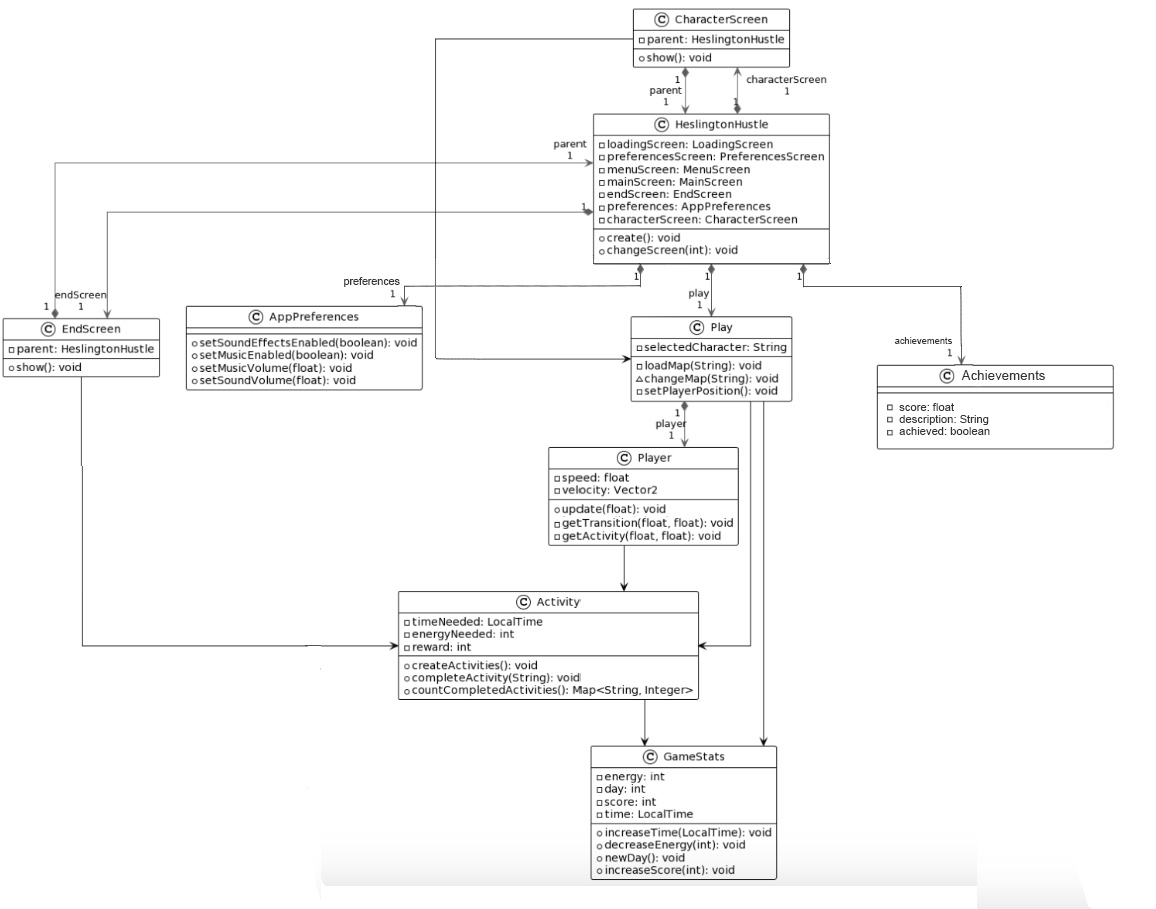 C CharacterScreen
parent: HeslingtonHustle
show(): void
1
parent
1
characterScreen
1
1
C HeslingtonHustle
loadingScreen: LoadingScreen
preferencesScreen: PreferencesScreen
menuScreen: MenuScreen
mainScreen: MainScreen
endScreen: EndScreen
preferences: AppPreferences
characterScreen: CharacterScreen
create(): void
changeScreen(int): void
parent
1
1
1
1
1
preferences
1
play
1
achievements
1
endScreen
1
1
C EndScreen
parent: HeslingtonHustle
show(): void
C AppPreferences
setSoundEffectsEnabled(boolean): void
setMusicEnabled(boolean): void
setMusicVolume(float): void
setSoundVolume(float): void
C Play
selectedCharacter: String
loadMap(String): void
changeMap(String): void
setPlayerPosition(): void
C Achievements
score: float
description: String
achieved: boolean
1
player
1
C Player
speed: float
velocity: Vector2
update(float): void
getTransition(float, float): void
getActivity(float, float): void
C Activity
timeNeeded: LocalTime
energyNeeded: int
reward: int
createActivities(): void
completeActivity(String): void
countCompletedActivities(): Map<String, Integer>
C GameStats
energy: int
day: int
score: int
time: LocalTime
increaseTime(LocalTime): void
decreaseEnergy(int): void
newDay(): void
increaseScore(int): void